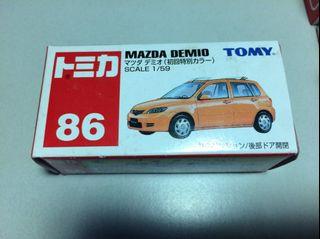 トミカ
86
MAZDA DEMIO
TOMY
マツダ デミオ(初回特別カラー)
SCALE 1/59
後部ドア開閉